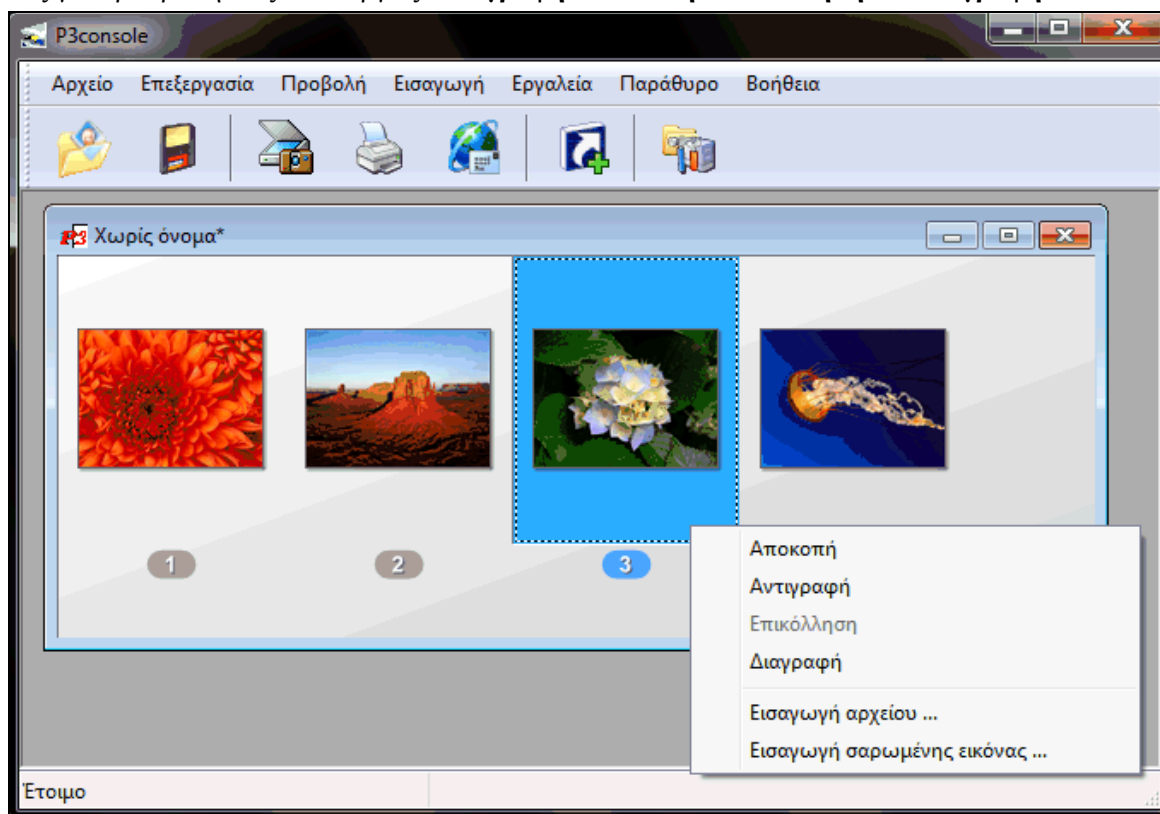 P3console
Αρχείο Επεξεργασία Προβολή Εισαγωγή Εργαλεία Παράθυρο Βοήθεια
P3 Χωρίς όνομα*
1 2 3
Αποκοπή
Αντιγραφή
Επικόλληση
Διαγραφή
Εισαγωγή αρχείου ...
Εισαγωγή σαρωμένης εικόνας ...
Έτοιμο